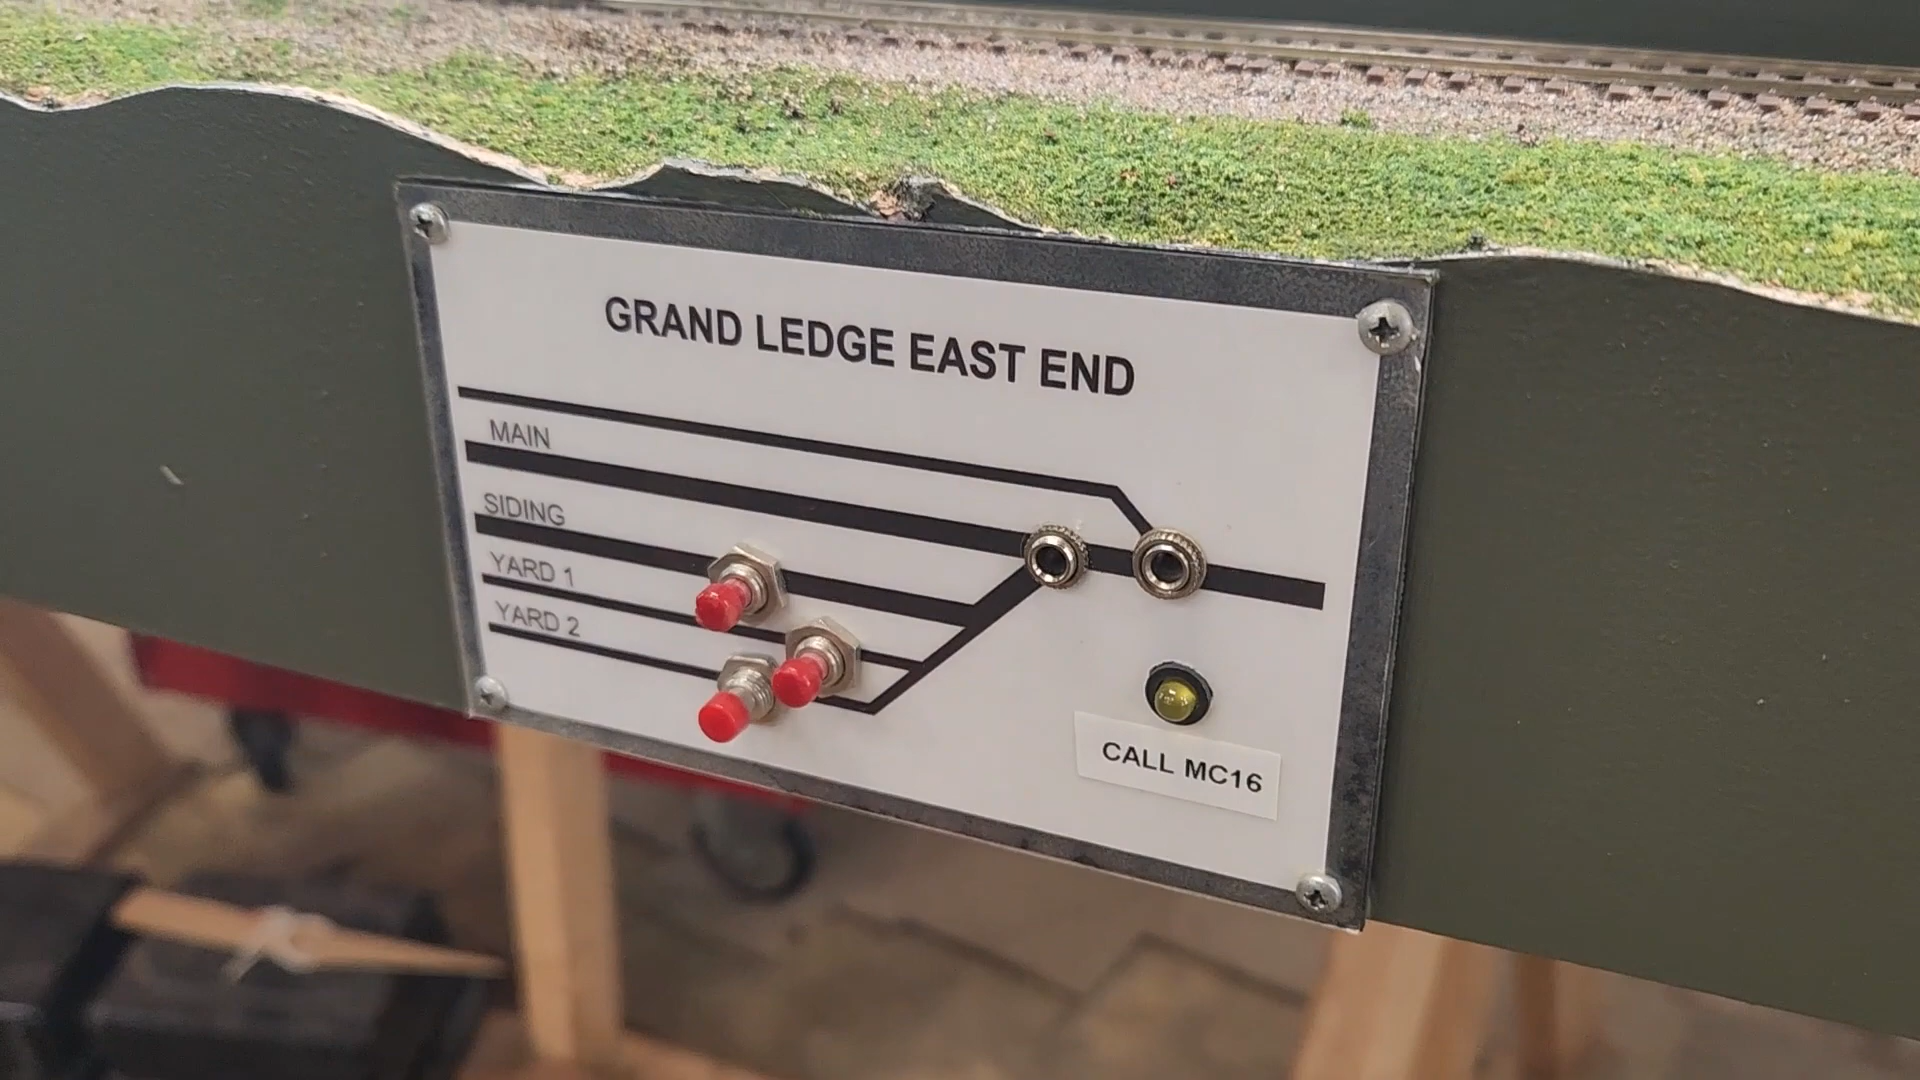 GRAND LEDGE EAST END
MAIN
SIDING
YARD 1
YARD 2
CALL MC16